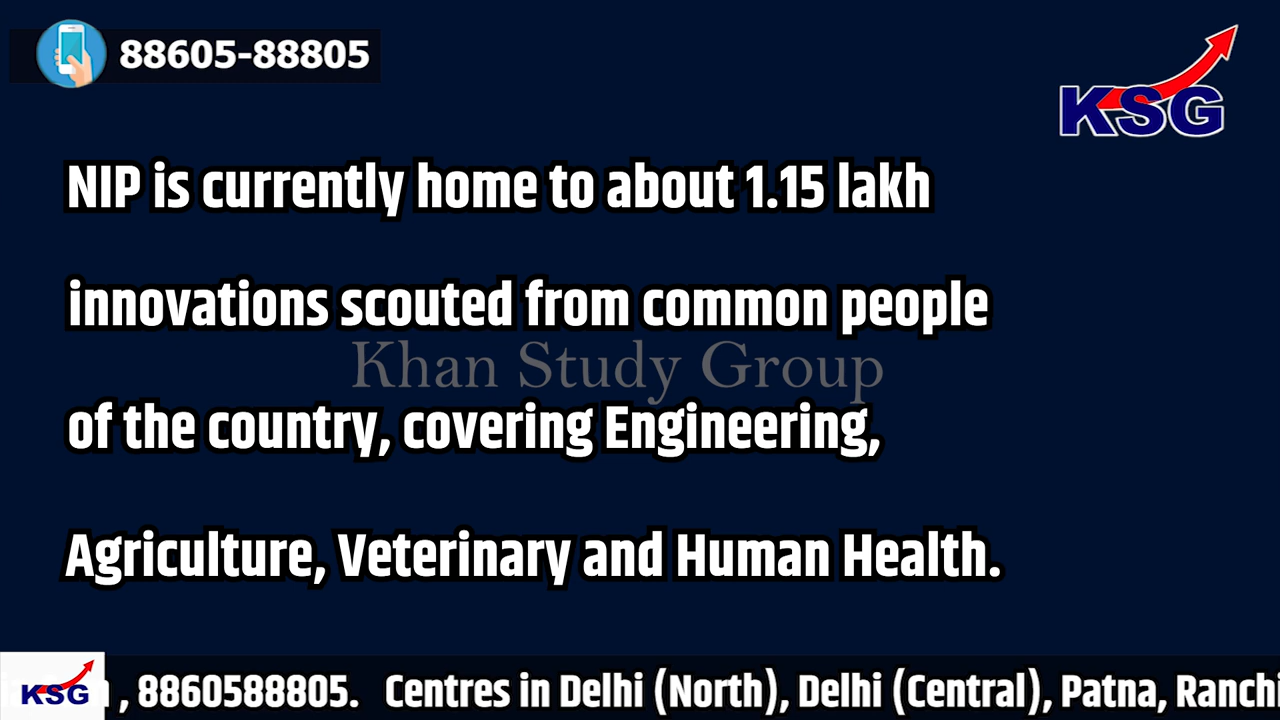 88605-88805
KSG
NIP is currently home to about 1.15 lakh
innovations scouted from common people
Khan Study Group
of the country, covering Engineering,
Agriculture, Veterinary and Human Health.
KSG , 8860588805. Centres in Delhi (North), Delhi (Central), Patna, Ranchi